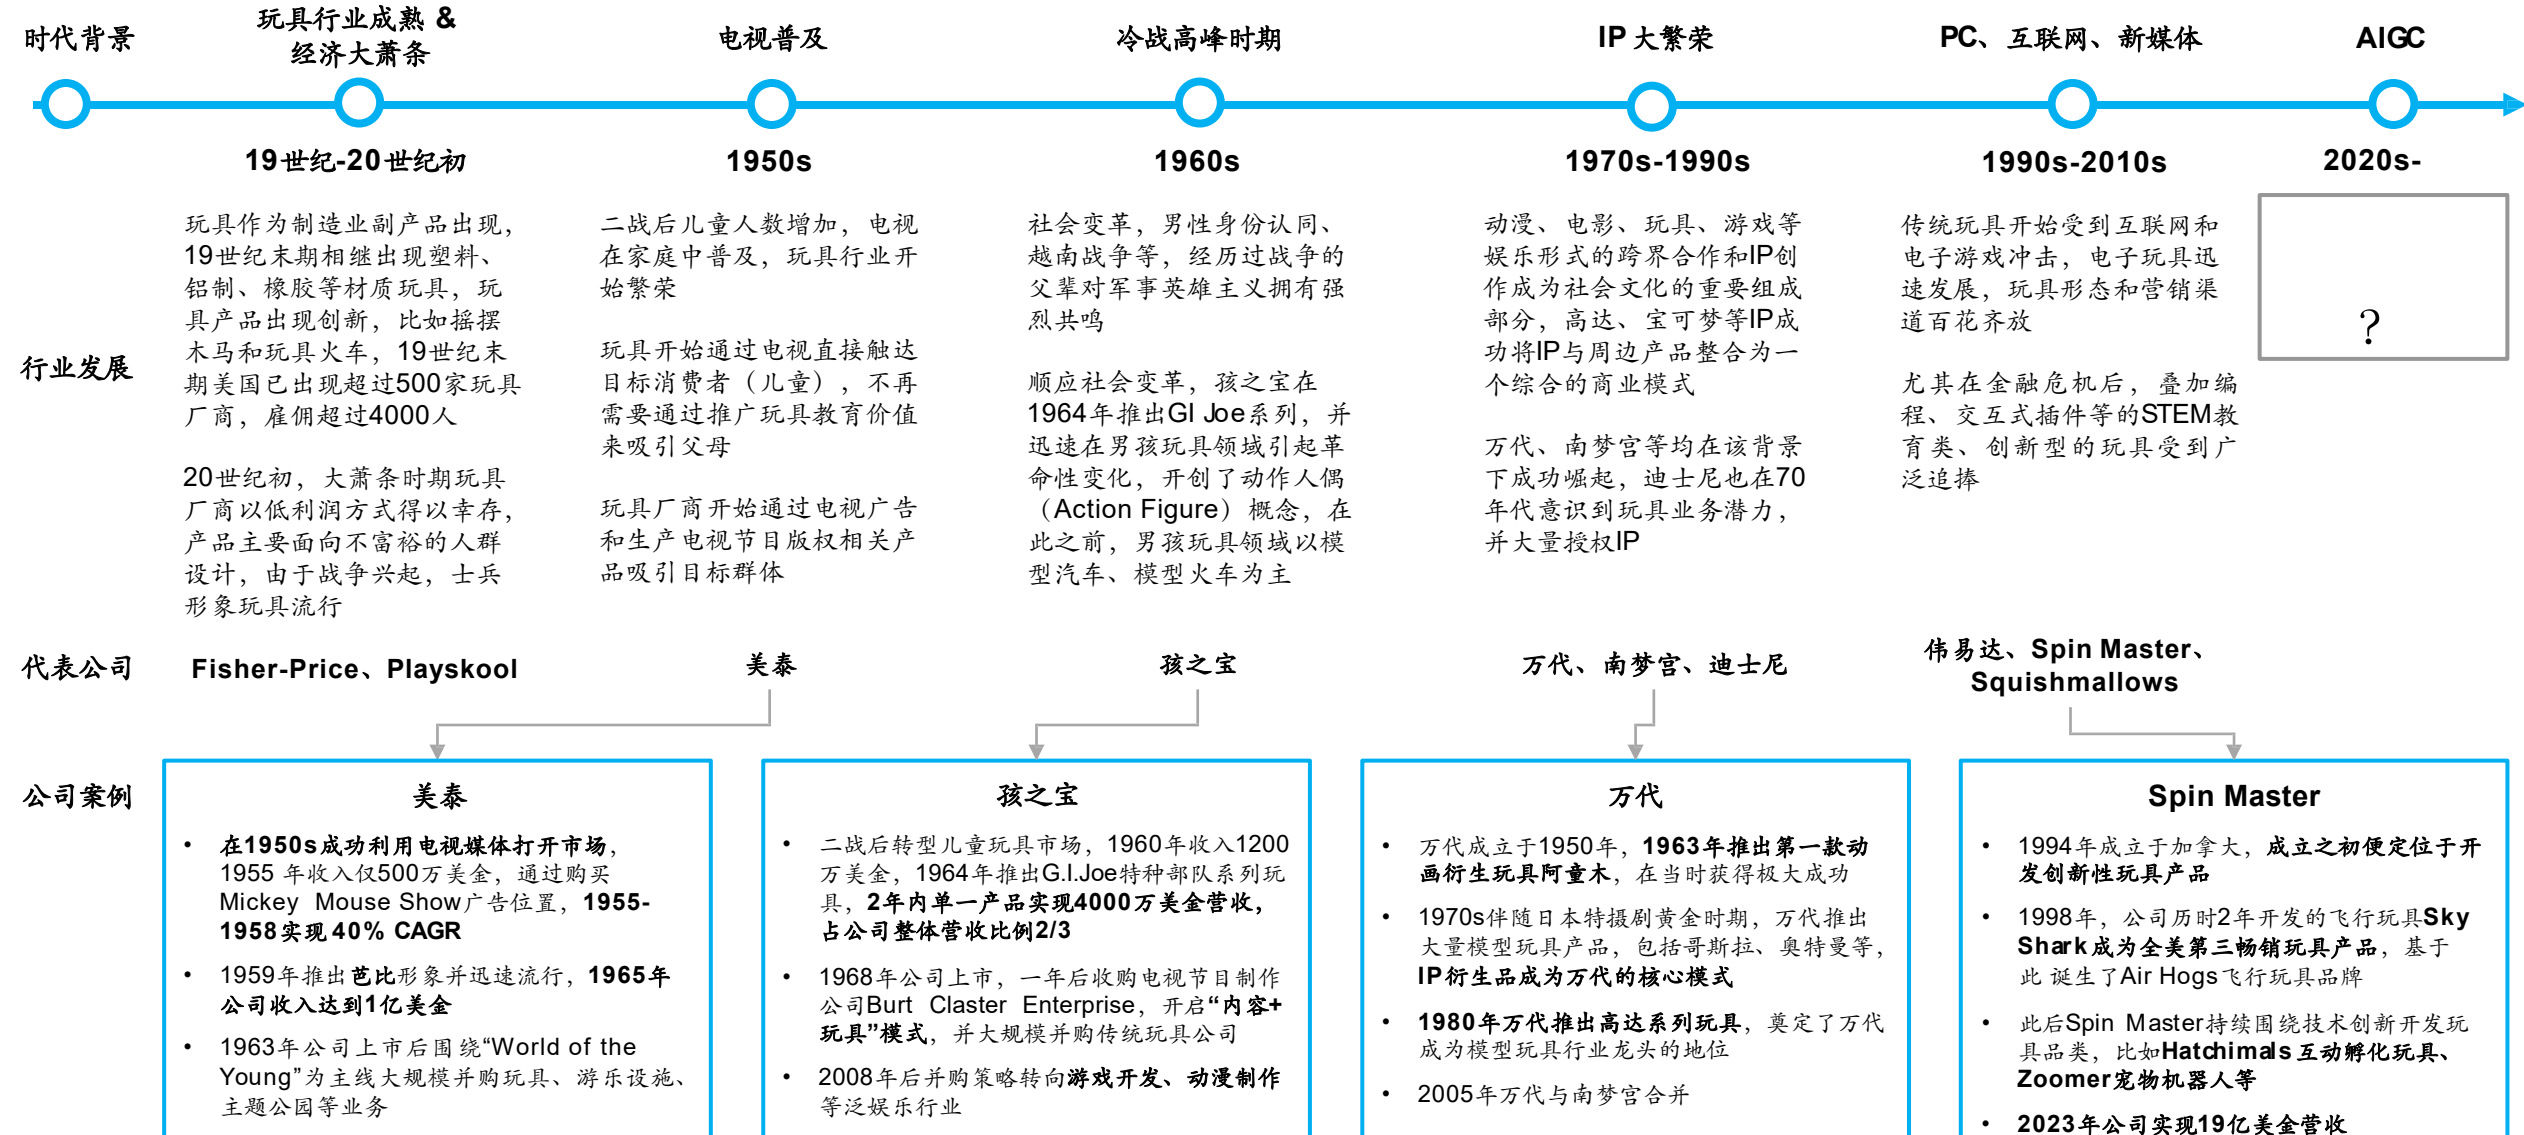 时代背景
玩具行业成熟 &
经济大萧条
电视普及
冷战高峰时期
IP 大繁荣
PC、互联网、新媒体
AIGC
19世纪-20世纪初
1950s
1960s
1970s-1990s
1990s-2010s
2020s-
行业发展
玩具作为制造业副产品出现，
19世纪末期相继出现塑料、
铝制、橡胶等材质玩具，玩
具产品出现创新，比如摇摆
木马和玩具火车，19世纪末
期美国已出现超过500家玩具
厂商，雇佣超过4000人
20世纪初，大萧条时期玩具
厂商以低利润方式得以幸存，
产品主要面向不富裕的人群
设计，由于战争兴起，士兵
形象玩具流行
二战后儿童人数增加，电视
在家庭中普及，玩具行业开
始繁荣
玩具开始通过电视直接触达
目标消费者（儿童），不再
需要通过推广玩具教育价值
来吸引父母
玩具厂商开始通过电视广告
和生产电视节目版权相关产
品吸引目标群体
社会变革，男性身份认同、
越南战争等，经历过战争的
父辈对军事英雄主义拥有强
烈共鸣
顺应社会变革，孩之宝在
1964年推出GI Joe系列，并
迅速在男孩玩具领域引起革
命性变化，开创了动作人偶
（Action Figure）概念，在
此之前，男孩玩具领域以模
型汽车、模型火车为主
动漫、电影、玩具、游戏等
娱乐形式的跨界合作和IP创
作成为社会文化的重要组成
部分，高达、宝可梦等IP成
功将IP与周边产品整合为一
个综合的商业模式
万代、南梦宫等均在该背景
下成功崛起，迪士尼也在70
年代意识到玩具业务潜力，
并大量授权IP
传统玩具开始受到互联网和
电子游戏冲击，电子玩具迅
速发展，玩具形态和营销渠
道百花齐放
尤其在金融危机后，叠加编
程、交互式插件等的STEM教
育类、创新型的玩具受到广
泛追捧
？
代表公司
Fisher-Price、Playskool
美泰
孩之宝
万代、南梦宫、迪士尼
伟易达、Spin Master、
Squishmallows
公司案例
美泰
• 在1950s成功利用电视媒体打开市场，
1955 年收入仅500万美金，通过购买
Mickey Mouse Show广告位置，1955-
1958实现 40% CAGR
• 1959年推出芭比形象并迅速流行，1965年
公司收入达到1亿美金
• 1963年公司上市后围绕“World of the
Young”为主线大规模并购玩具、游乐设施、
主题公园等业务
孩之宝
• 二战后转型儿童玩具市场，1960年收入1200
万美金，1964年推出G.I.Joe特种部队系列玩
具，2年内单一产品实现4000万美金营收，
占公司整体营收比例2/3
• 1968年公司上市，一年后收购电视节目制作
公司Burt Claster Enterprise，开启“内容+
玩具”模式，并大规模并购传统玩具公司
• 2008年后并购策略转向游戏开发、动漫制作
等泛娱乐行业
万代
• 万代成立于1950年，1963年推出第一款动
画衍生玩具阿童木，在当时获得极大成功
• 1970s伴随日本特摄剧黄金时期，万代推出
大量模型玩具产品，包括哥斯拉、奥特曼等，
IP衍生品成为万代的核心模式
• 1980年万代推出高达系列玩具，奠定了万代
成为模型玩具行业龙头的地位
• 2005年万代与南梦宫合并
Spin Master
• 1994年成立于加拿大，成立之初便定位于开
发创新性玩具产品
• 1998年，公司历时2年开发的飞行玩具Sky
Shark成为全美第三畅销玩具产品，基于
此 诞生了Air Hogs飞行玩具品牌
• 此后Spin Master持续围绕技术创新开发玩
具品类，比如Hatchimals 互动孵化玩具、
Zoomer宠物机器人等
• 2023年公司实现19亿美金营收